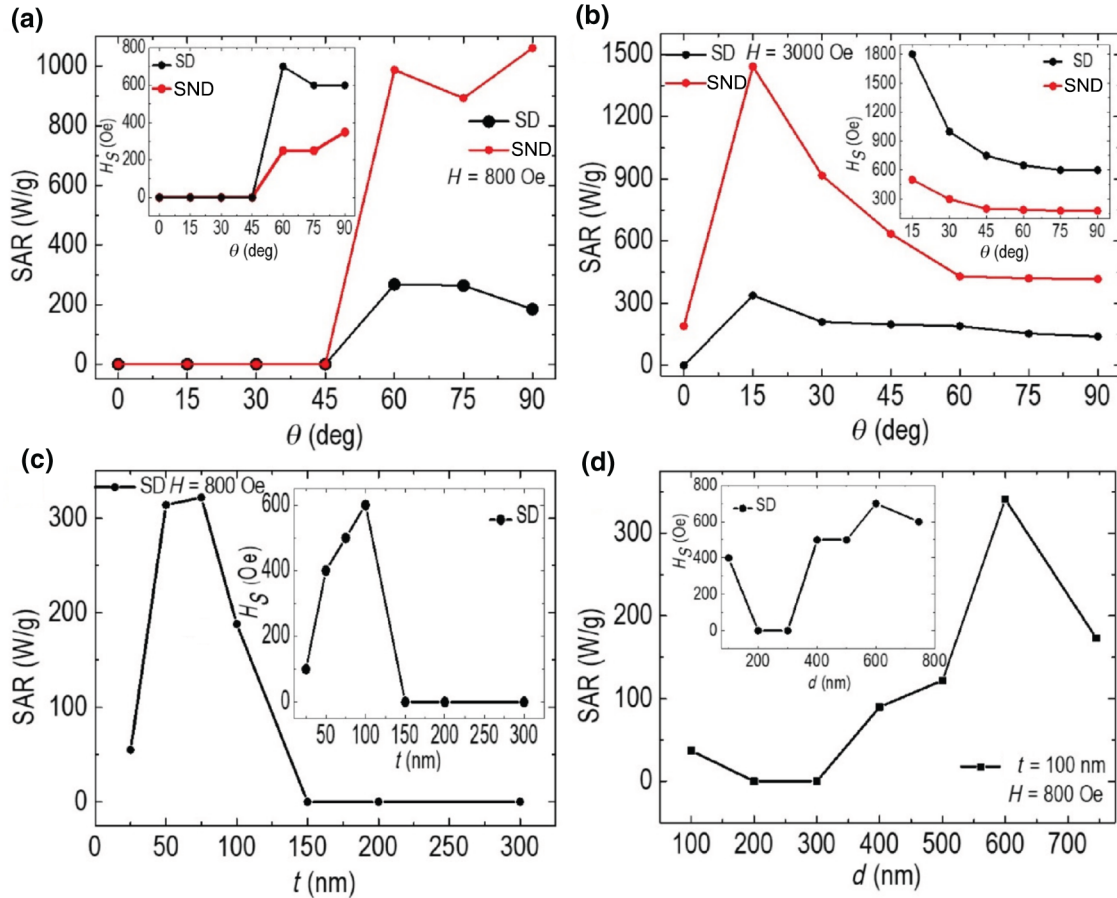 (a)
1000
800
600
400
200
0
SAR (W/g)
0 15 30 45 60 75 90
θ (deg)
800
600
400
200
0
H_S (Oe)
0 15 30 45 60 75 90
θ (deg)
SD
SND
SD
SND
H = 800 Oe
(b)
1500
1200
900
600
300
0
SAR (W/g)
0 15 30 45 60 75 90
θ (deg)
SD H = 3000 Oe
SND
1800
1500
1200
900
600
300
H_S (Oe)
15 30 45 60 75 90
θ (deg)
SD
SND
(c)
300
200
100
0
SAR (W/g)
0 50 100 150 200 250 300
t (nm)
SD H = 800 Oe
600
400
200
0
H_S (Oe)
50 100 150 200 250 300
t (nm)
SD
(d)
300
200
100
0
SAR (W/g)
100 200 300 400 500 600 700
d (nm)
800
600
400
200
0
H_S (Oe)
200 400 600 800
d (nm)
SD
t = 100 nm
H = 800 Oe